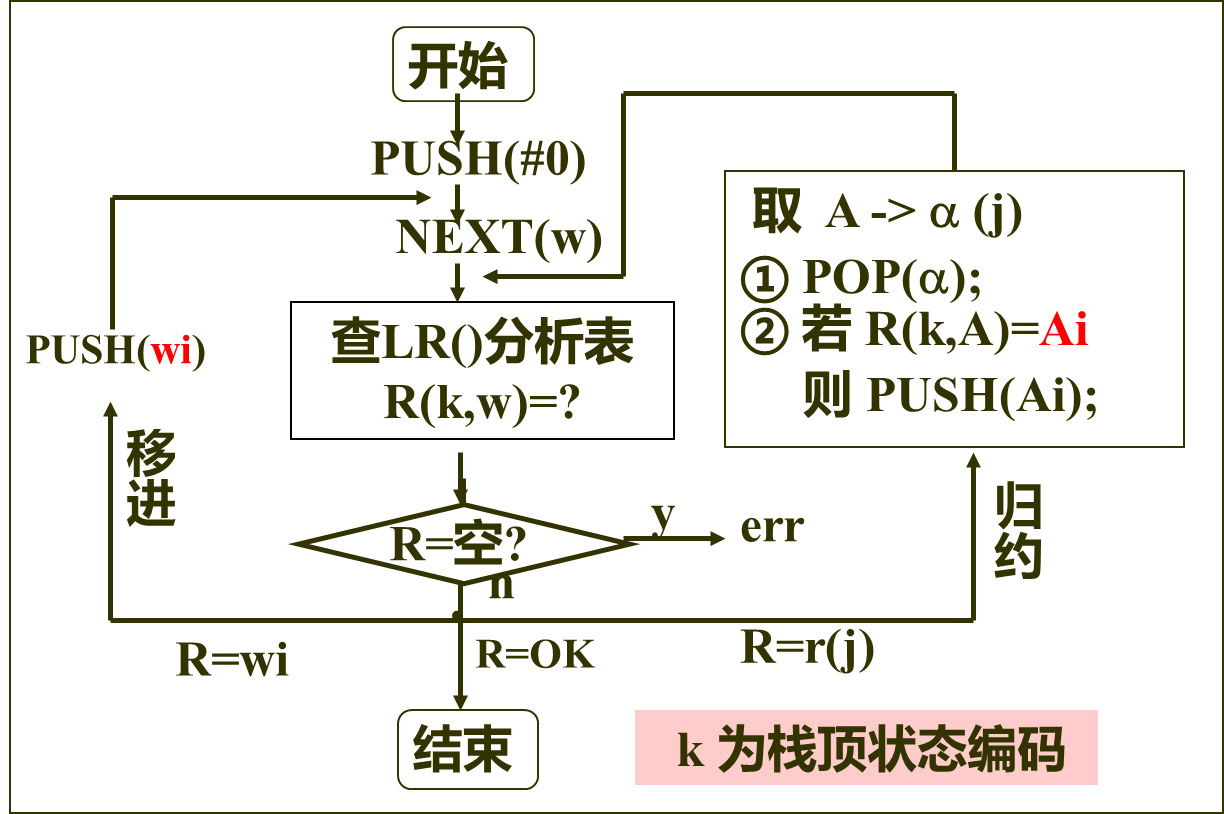 开始
PUSH(#0)
NEXT(w)
查LR()分析表
R(k,w)=?
取 A -> α (j)
① POP(α);
② 若 R(k,A)=Ai
则 PUSH(Ai);
PUSH(wi)
移进
R=空?
y
err
n
归约
R=wi
R=OK
R=r(j)
结束
k 为栈顶状态编码